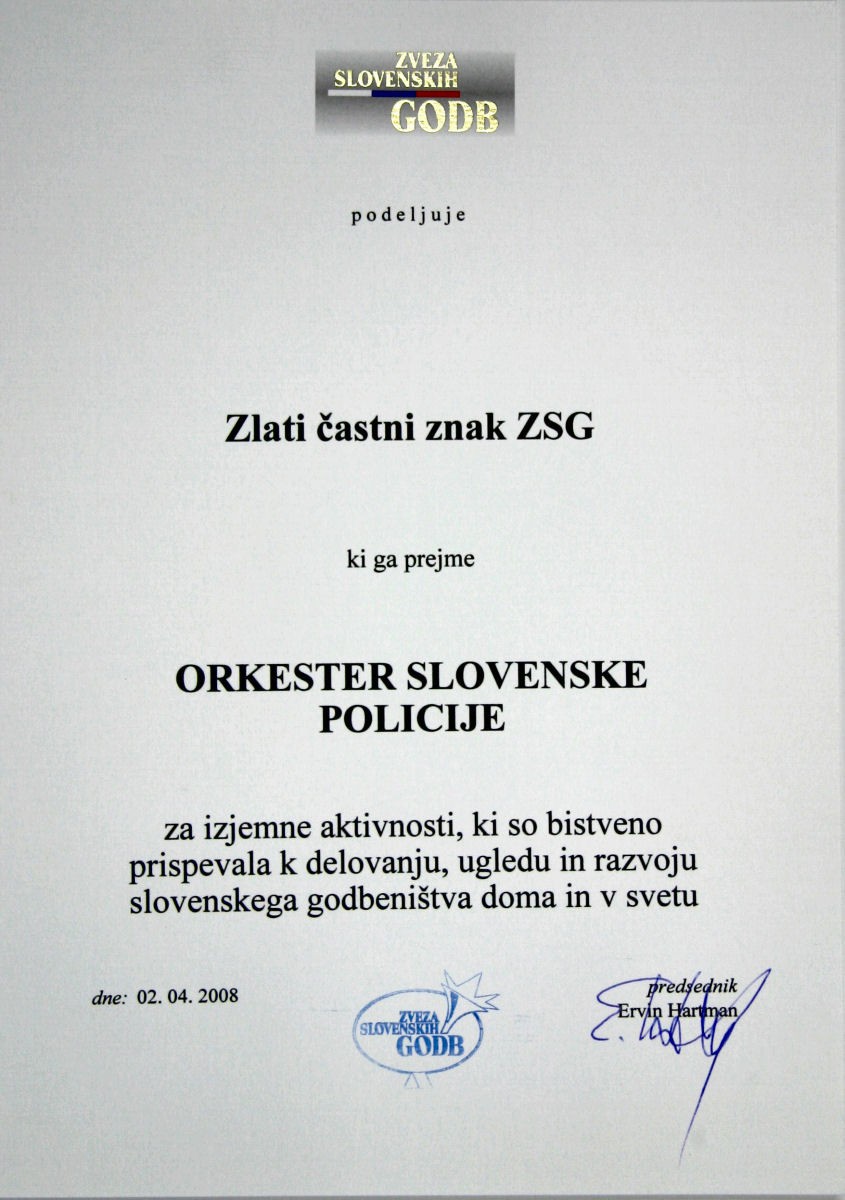 ZVEZA
SLOVENSKIH
GODB
podeljuje
Zlati častni znak ZSG
ki ga prejme
ORKESTER SLOVENSKE
POLICIJE
za izjemne aktivnosti, ki so bistveno
prispevala k delovanju, ugledu in razvoju
slovenskega godbeništva doma in v svetu
dne: 02. 04. 2008
ZVEZA
SLOVENSKIH
GODB
predsednik
Ervin Hartman